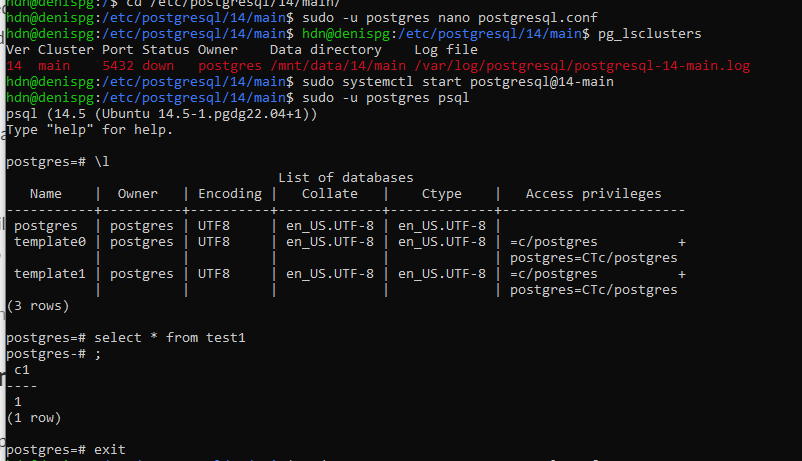 cd /etc/postgresql/14/main/
hdn@denispg:/etc/postgresql/14/main$ sudo -u postgres nano postgresql.conf
hdn@denispg:/etc/postgresql/14/main$ hdn@denispg:/etc/postgresql/14/main$ pg_lsclusters
Ver Cluster Port Status Owner    Data directory    Log file
14  main    5432 down   postgres /mnt/data/14/main /var/log/postgresql/postgresql-14-main.log
hdn@denispg:/etc/postgresql/14/main$ sudo systemctl start postgresql@14-main
hdn@denispg:/etc/postgresql/14/main$ sudo -u postgres psql
psql (14.5 (Ubuntu 14.5-1.pgdg22.04+1))
Type "help" for help.
postgres=# \l
                                  List of databases
   Name    |  Owner   | Encoding |   Collate   |    Ctype    |   Access privileges
-----------+----------+----------+-------------+-------------+-----------------------
 postgres  | postgres | UTF8     | en_US.UTF-8 | en_US.UTF-8 |
 template0 | postgres | UTF8     | en_US.UTF-8 | en_US.UTF-8 | =c/postgres          +
           |          |          |             |             | postgres=CTc/postgres
 template1 | postgres | UTF8     | en_US.UTF-8 | en_US.UTF-8 | =c/postgres          +
           |          |          |             |             | postgres=CTc/postgres
(3 rows)
postgres=# select * from test1
postgres-# ;
 c1
----
 1
(1 row)
postgres=# exit